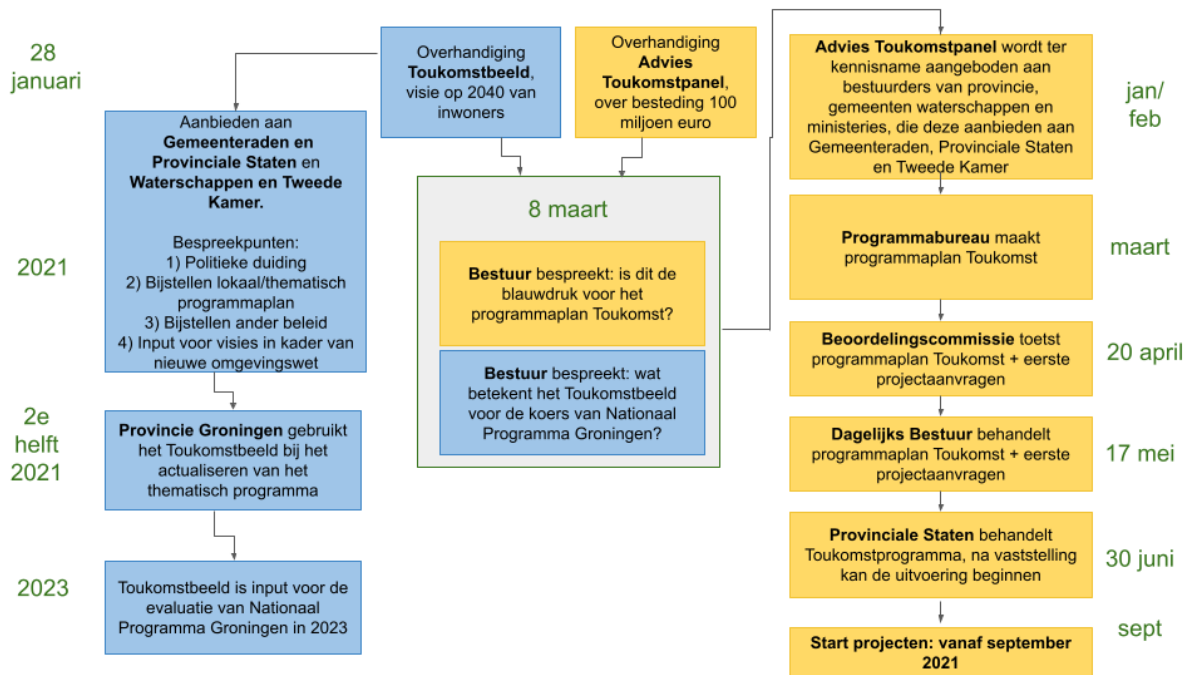 28
januari
Overhandiging
Toukomstbeeld,
visie op 2040 van
inwoners
Overhandiging
Advies
Toukomstpanel,
over besteding 100
miljoen euro
Advies Toukomstpanel wordt ter
kennisname aangeboden aan
bestuurders van provincie,
gemeenten waterschappen en
ministeries, die deze aanbieden aan
Gemeenteraden, Provinciale Staten
en Tweede Kamer
jan/
feb
Aanbieden aan
Gemeenteraden en
Provinciale Staten en
Waterschappen en Tweede
Kamer.
Bespreekpunten:
1) Politieke duiding
2) Bijstellen lokaal/thematisch
programmaplan
3) Bijstellen ander beleid
4) Input voor visies in kader van
nieuwe omgevingswet
2021
8 maart
Bestuur bespreekt: is dit de
blauwdruk voor het
programmaplan Toukomst?
Bestuur bespreekt: wat
betekent het Toukomstbeeld
voor de koers van Nationaal
Programma Groningen?
Programmabureau maakt
programmaplan Toukomst
maart
Beoordelingscommissie toetst
programmaplan Toukomst + eerste
projectaanvragen
20 april
2e
helft
2021
Provincie Groningen gebruikt
het Toukomstbeeld bij het
actualiseren van het
thematisch programma
Dagelijks Bestuur behandelt
programmaplan Toukomst + eerste
projectaanvragen
17 mei
Provinciale Staten behandelt
Toukomstprogramma, na vaststelling
kan de uitvoering beginnen
30 juni
2023
Toukomstbeeld is input voor de
evaluatie van Nationaal
Programma Groningen in 2023
Start projecten: vanaf september
2021
sept